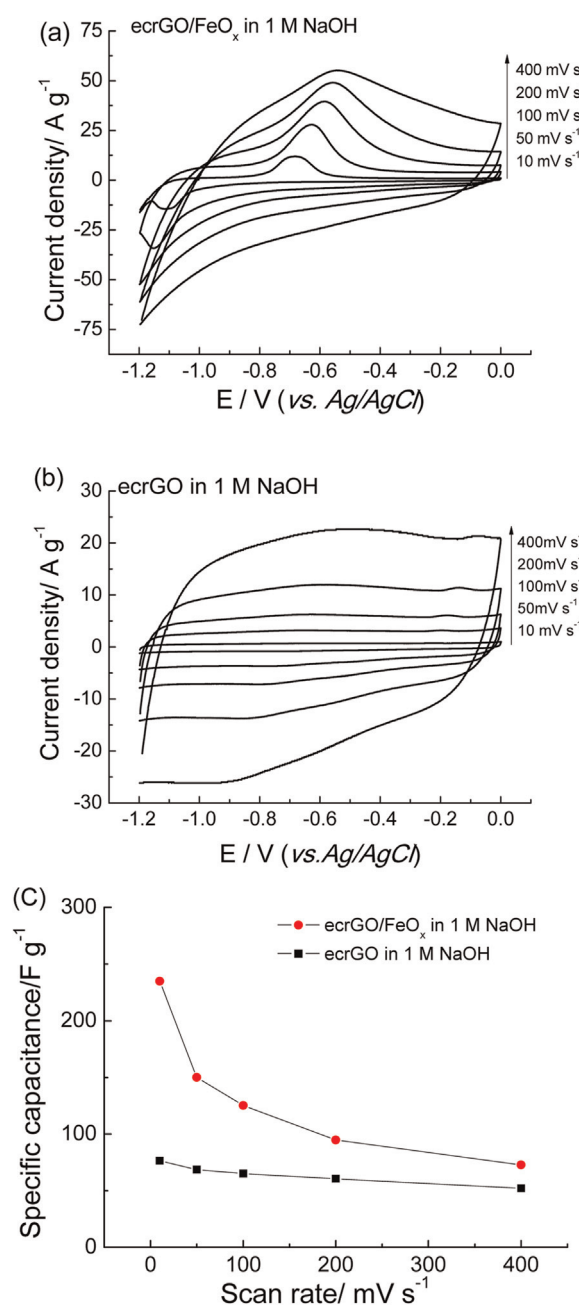 (a)
ecrGO/FeOₓ in 1 M NaOH
75
50
25
0
-25
-50
-75
Current density/ A g⁻¹
400 mV s
200 mV s
100 mV s
50 mV s⁻¹
10 mV s⁻¹
-1.2 -1.0 -0.8 -0.6 -0.4 -0.2 0.0
E / V (vs. Ag/AgCl)
(b)
ecrGO in 1 M NaOH
30
20
10
0
-10
-20
-30
Current density/ A g⁻¹
400mV s
200mV s
100mV s
50mV s⁻¹
10 mV s⁻¹
-1.2 -1.0 -0.8 -0.6 -0.4 -0.2 0.0
E / V (vs.Ag/AgCl)
(C)
300
200
100
0
Specific capacitance/F g⁻¹
ecrGO/FeOₓ in 1 M NaOH
ecrGO in 1 M NaOH
0 100 200 300 400
Scan rate/ mV s⁻¹